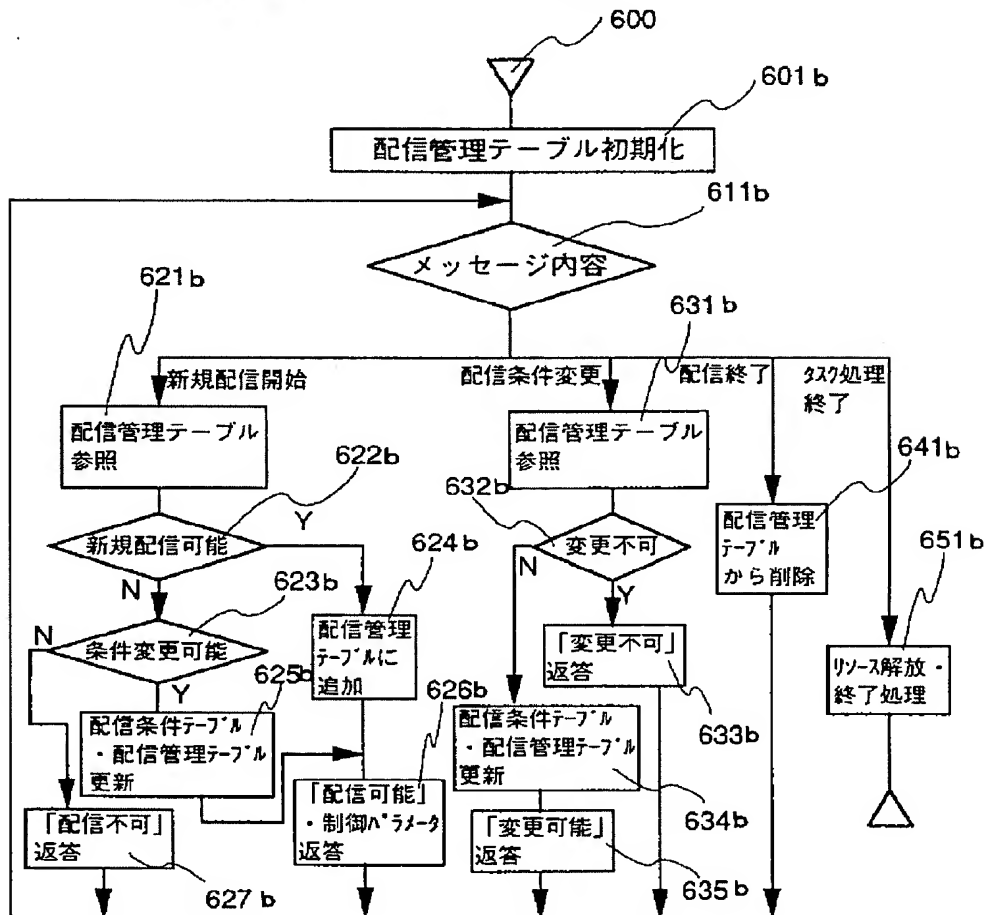 600
601b
配信管理テーブル初期化
611b
メッセージ内容
621b
631b
新規配信開始
配信条件変更
配信終了
ﾀｽｸ処理
終了
配信管理テーブル
参照
配信管理テーブル
参照
622b
632b
641b
新規配信可能
Y
N
624b
変更不可
N
Y
配信管理
ﾃｰﾌﾞﾙ
から削除
651b
623b
条件変更可能
N
Y
配信管理
ﾃｰﾌﾞﾙに
追加
「変更不可」
返答
633b
ﾘｿｰｽ解放・
終了処理
625b
626b
配信条件ﾃｰﾌﾞﾙ
・配信管理ﾃｰﾌﾞﾙ
更新
配信条件ﾃｰﾌﾞﾙ
・配信管理ﾃｰﾌﾞﾙ
更新
634b
「配信不可」
返答
627b
「配信可能」
・制御ﾊﾟﾗﾒｰﾀ
返答
「変更可能」
返答
635b